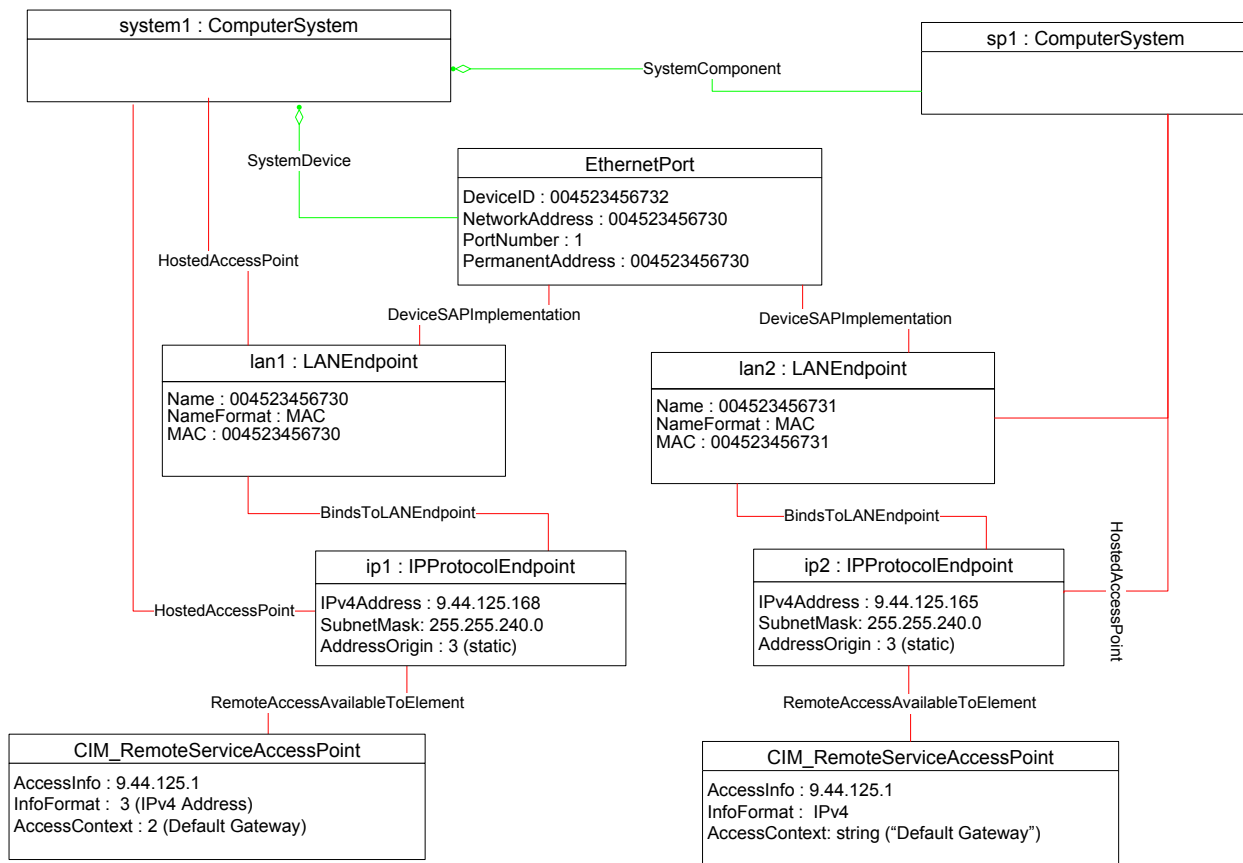 system1 : ComputerSystem
sp1 : ComputerSystem
SystemComponent
SystemDevice
EthernetPort
DeviceID : 004523456732
NetworkAddress : 004523456730
PortNumber : 1
PermanentAddress : 004523456730
HostedAccessPoint
DeviceSAPImplementation
DeviceSAPImplementation
lan1 : LANEndpoint
Name : 004523456730
NameFormat : MAC
MAC : 004523456730
lan2 : LANEndpoint
Name : 004523456731
NameFormat : MAC
MAC : 004523456731
BindsToLANEndpoint
BindsToLANEndpoint
HostedAccessPoint
ip1 : IPProtocolEndpoint
IPv4Address : 9.44.125.168
SubnetMask: 255.255.240.0
AddressOrigin : 3 (static)
HostedAccessPoint
ip2 : IPProtocolEndpoint
IPv4Address : 9.44.125.165
SubnetMask : 255.255.240.0
AddressOrigin : 3 (static)
RemoteAccessAvailableToElement
RemoteAccessAvailableToElement
CIM_RemoteServiceAccessPoint
AccessInfo : 9.44.125.1
InfoFormat :  3 (IPv4 Address)
AccessContext : 2 (Default Gateway)
CIM_RemoteServiceAccessPoint
AccessInfo : 9.44.125.1
InfoFormat :  IPv4
AccessContext: string (“Default Gateway”)